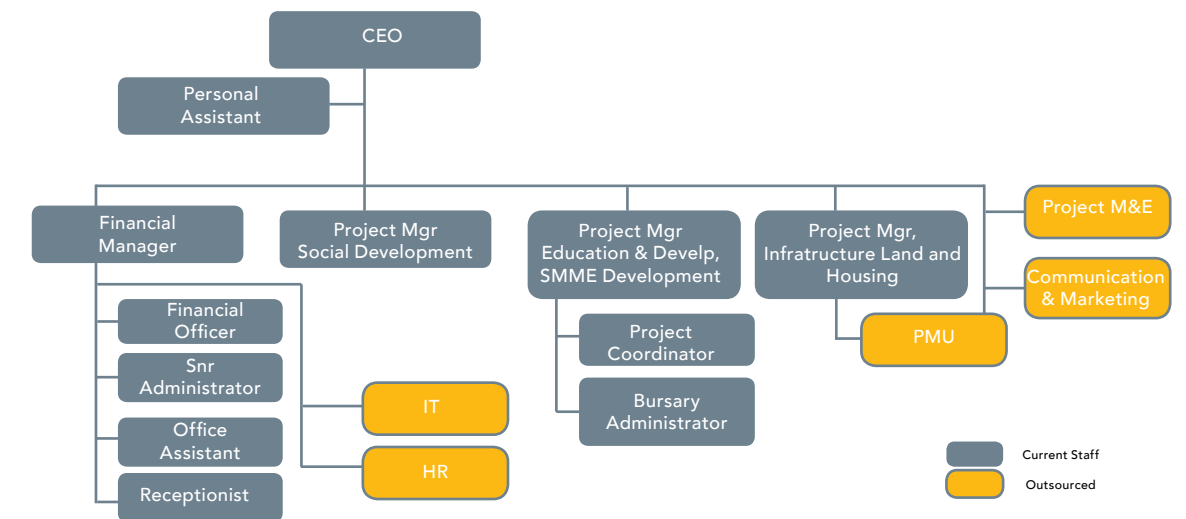 CEO
Personal
Assistant
Financial
Manager
Project Mgr
Social Development
Project Mgr
Education & Develp,
SMME Development
Project Mgr,
Infratructure Land and
Housing
Project M&E
Communication
& Marketing
Financial
Officer
Snr
Administrator
Office
Assistant
Receptionist
IT
HR
Project
Coordinator
Bursary
Administrator
PMU
Current Staff
Outsourced